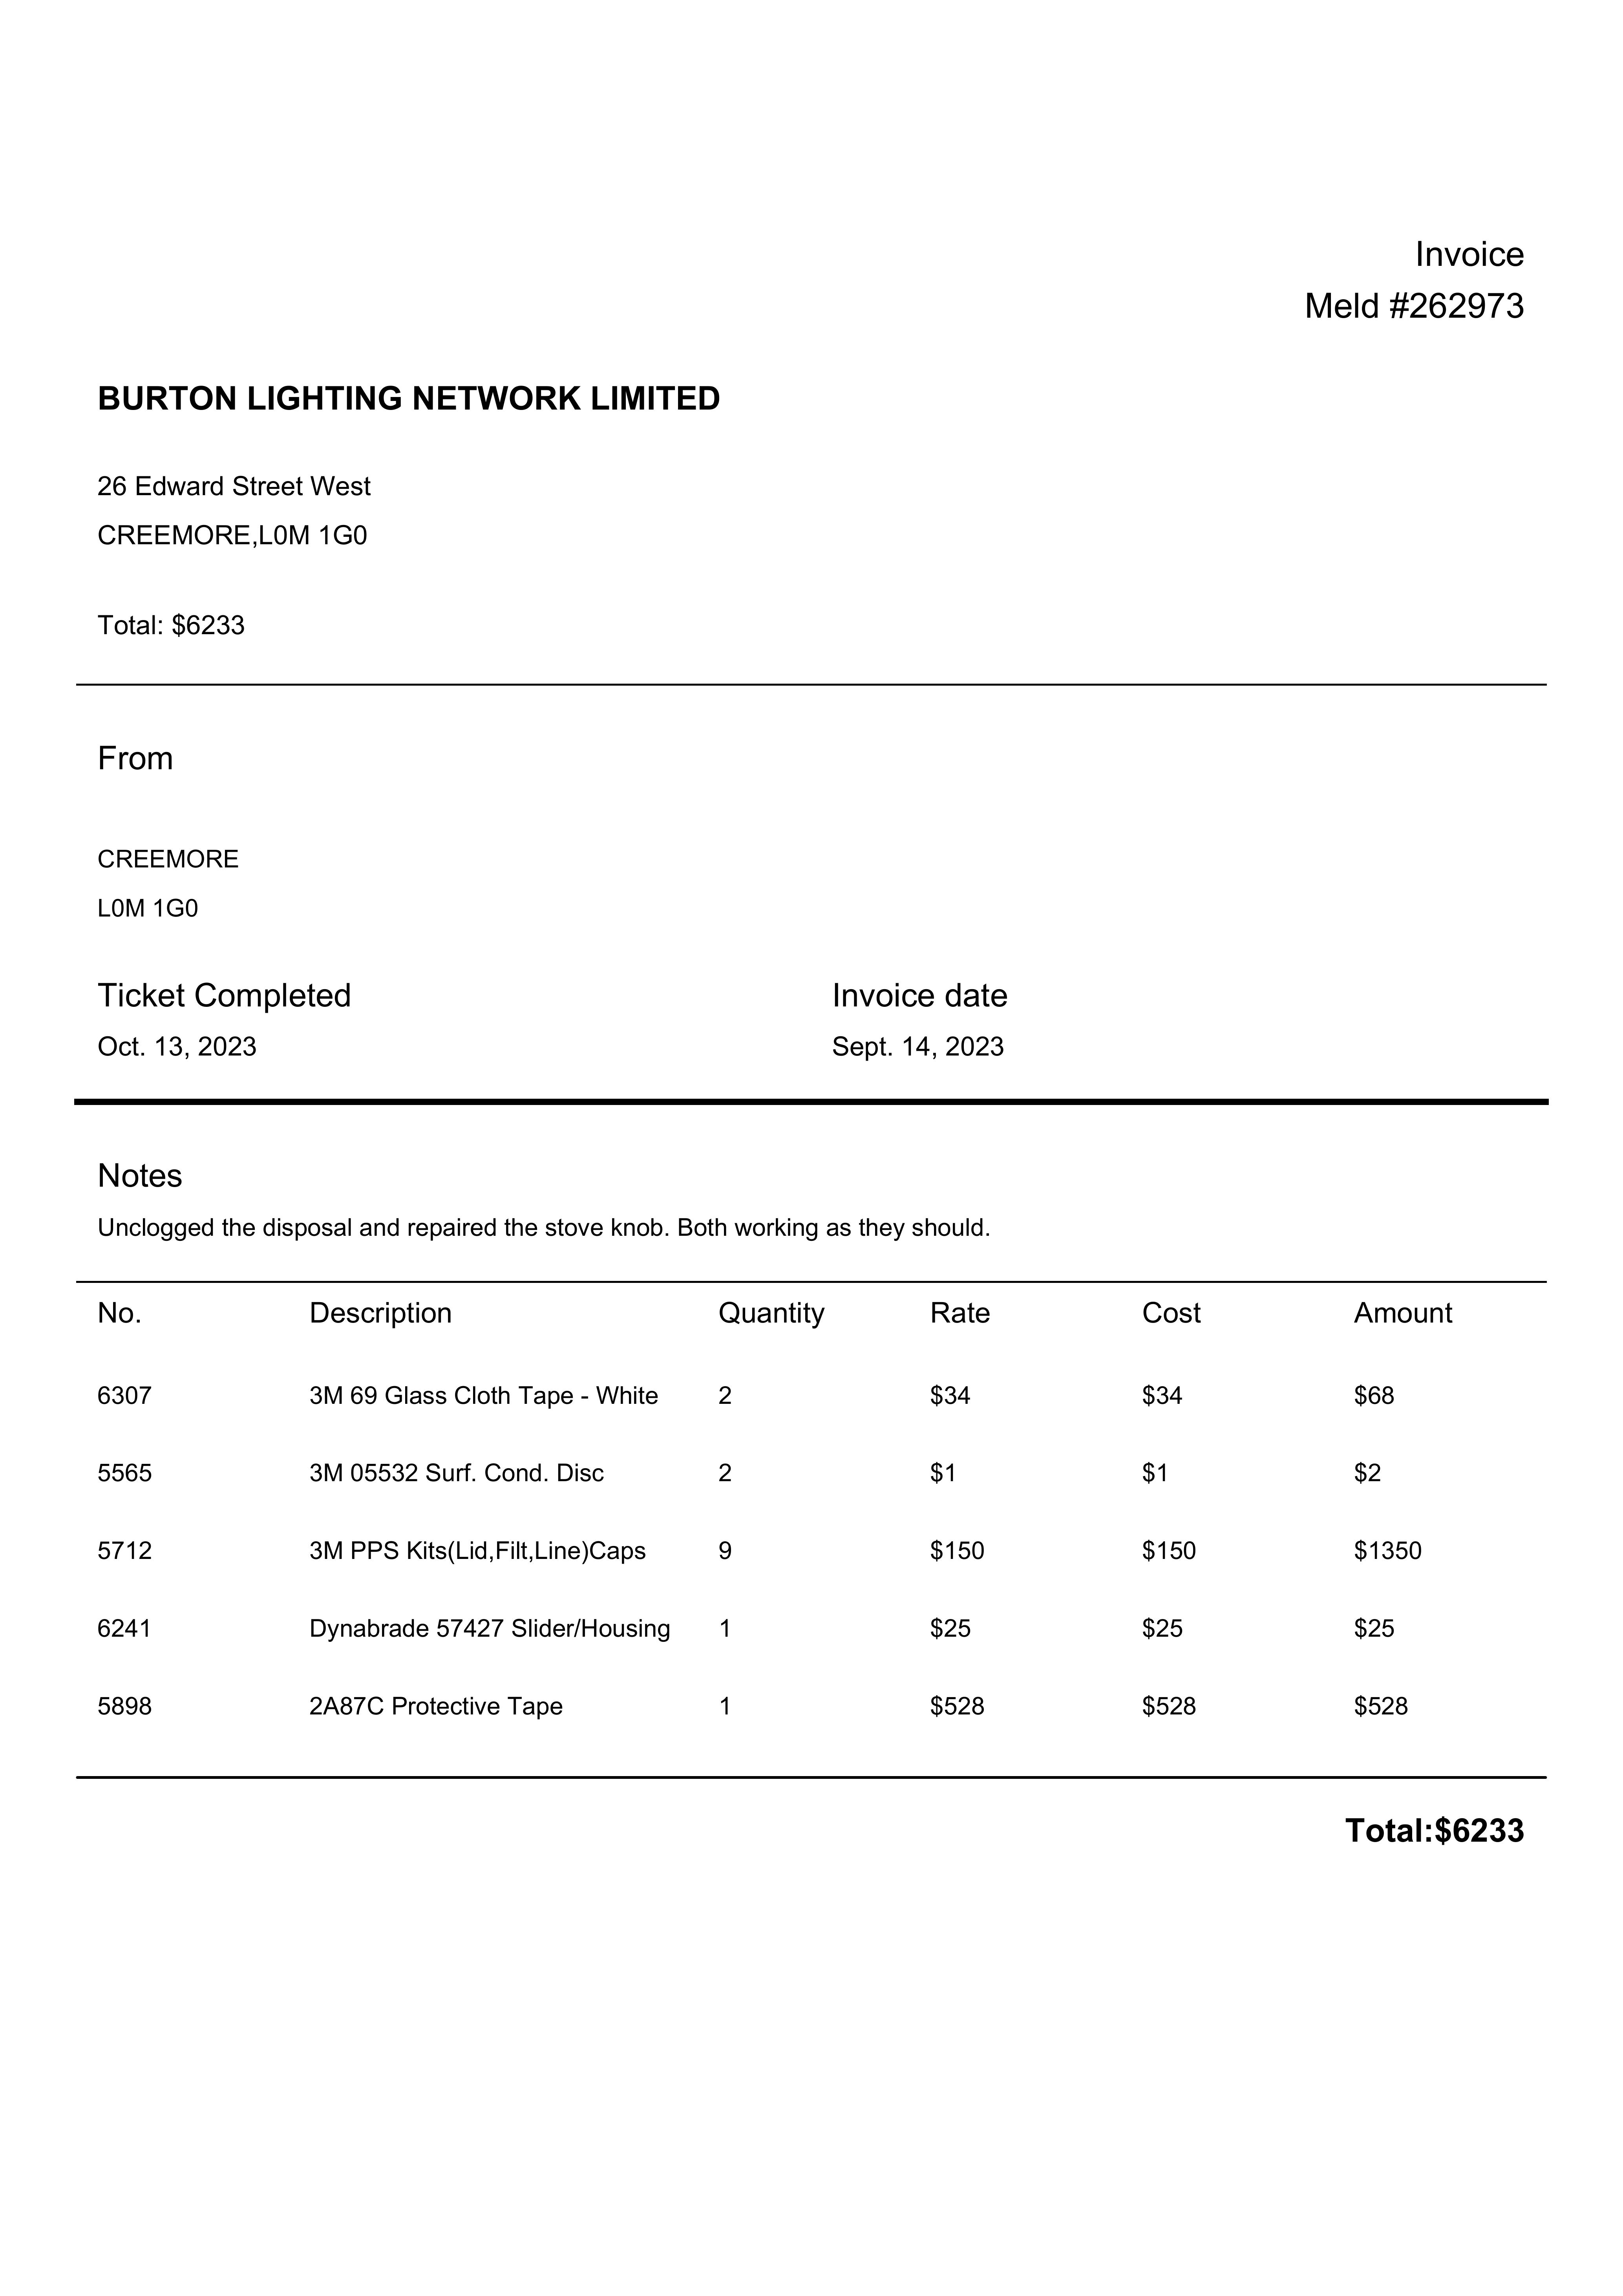 Invoice
Meld #262973
BURTON LIGHTING NETWORK LIMITED
26 Edward Street West
CREEMORE,L0M 1G0
Total: $6233
From
CREEMORE
L0M 1G0
Ticket Completed Invoice date
Oct. 13, 2023 Sept. 14, 2023
Notes
Unclogged the disposal and repaired the stove knob. Both working as they should.
No. Description Quantity Rate Cost Amount
6307 3M 69 Glass Cloth Tape - White 2 $34 $34 $68
5565 3M 05532 Surf. Cond. Disc 2 $1 $1 $2
5712 3M PPS Kits(Lid,Filt,Line)Caps 9 $150 $150 $1350
6241 Dynabrade 57427 Slider/Housing 1 $25 $25 $25
5898 2A87C Protective Tape 1 $528 $528 $528
Total:$6233